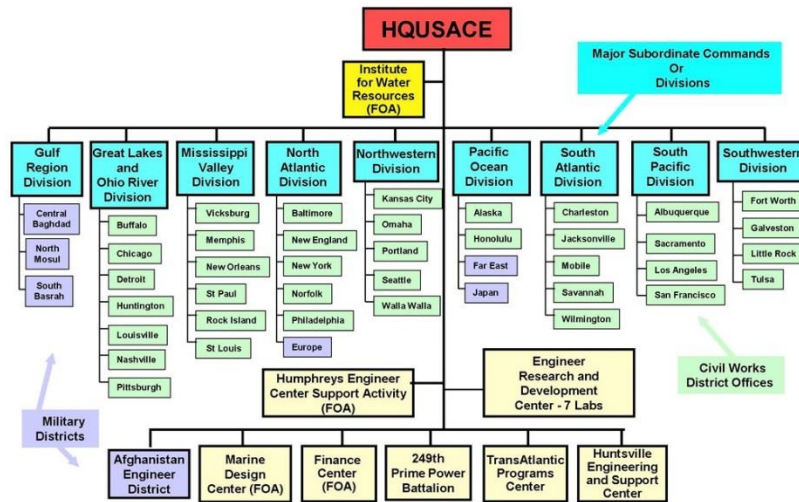 HQUSACE
Institute
for Water
Resources
(FOA)
Major Subordinate Commands
Or
Divisions
Gulf
Region
Division
Central
Baghdad
North
Mosul
South
Basrah
Great Lakes
and
Ohio River
Division
Buffalo
Chicago
Detroit
Huntington
Louisville
Nashville
Pittsburgh
Mississippi
Valley
Division
Vicksburg
Memphis
New Orleans
St Paul
Rock Island
St Louis
North
Atlantic
Division
Baltimore
New England
New York
Norfolk
Philadelphia
Europe
Northwestern
Division
Kansas City
Omaha
Portland
Seattle
Walla Walla
Pacific
Ocean
Division
Alaska
Honolulu
Far East
Japan
South
Atlantic
Division
Charleston
Jacksonville
Mobile
Savannah
Wilmington
South
Pacific
Division
Albuquerque
Sacramento
Los Angeles
San Francisco
Southwestern
Division
Fort Worth
Galveston
Little Rock
Tulsa
Military
Districts
Humphreys Engineer
Center Support Activity
(FOA)
Engineer
Research and
Development
Center - 7 Labs
Civil Works
District Offices
Afghanistan
Engineer
District
Marine
Design
Center (FOA)
Finance
Center
(FOA)
249th
Prime Power
Battalion
TransAtlantic
Programs
Center
Huntsville
Engineering
and Support
Center